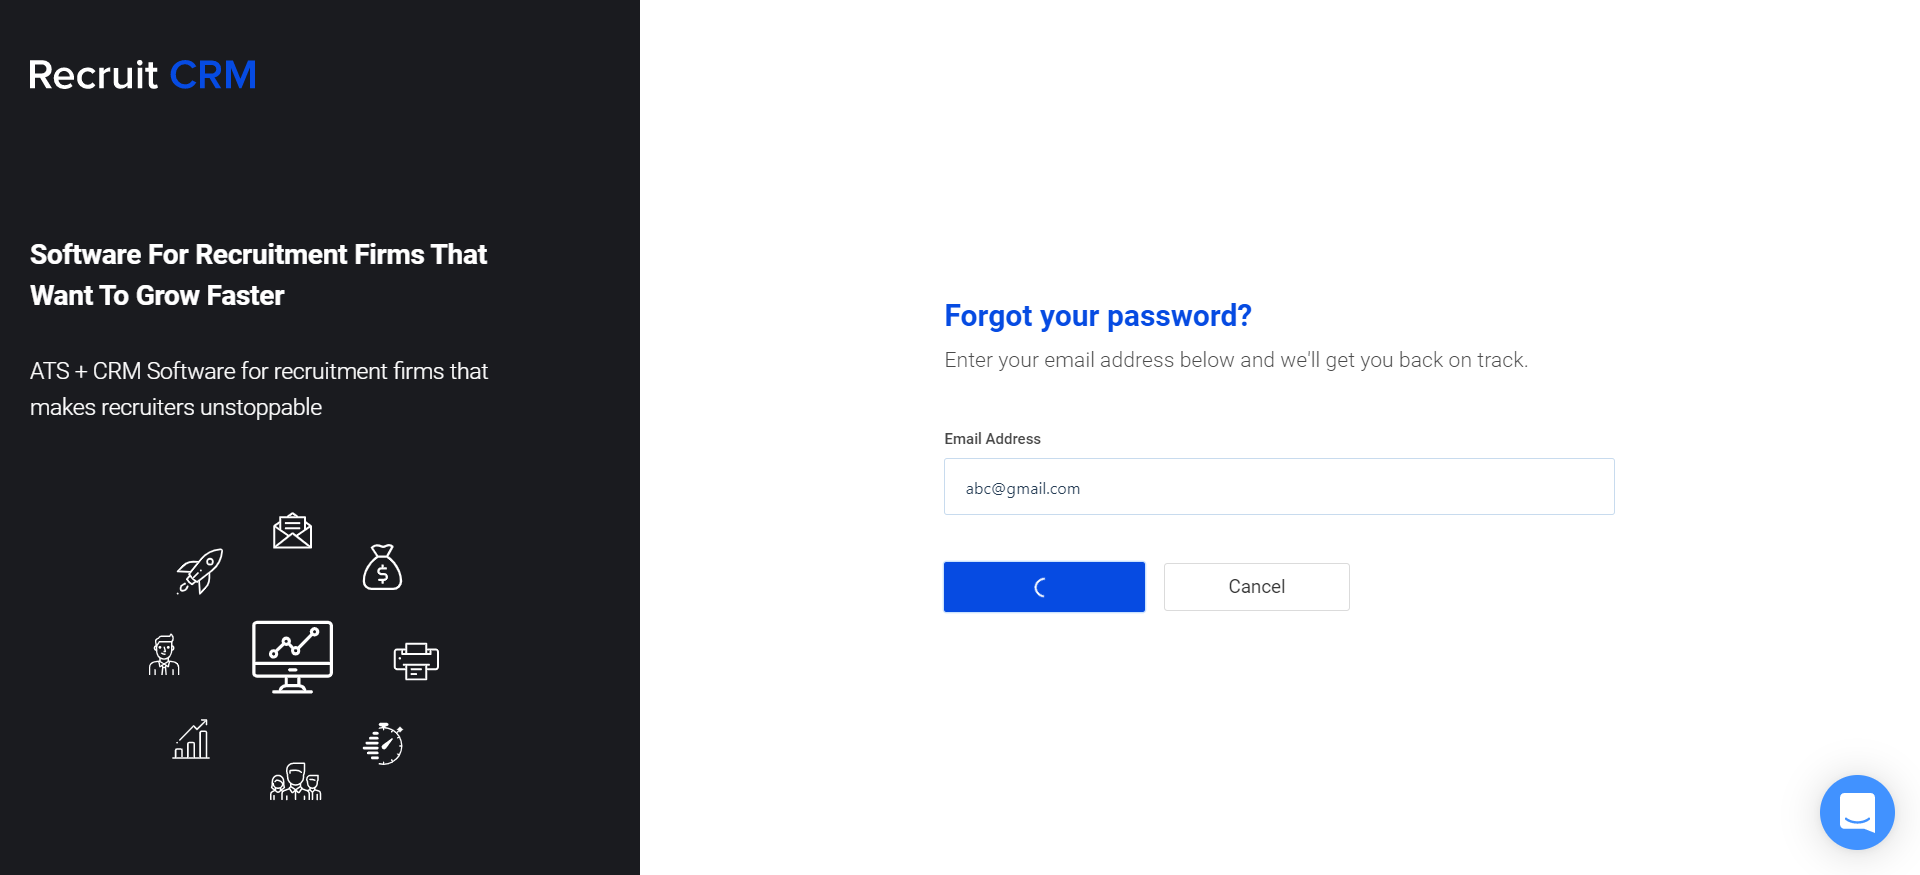 Recruit CRM
Software For Recruitment Firms That
Want To Grow Faster
ATS + CRM Software for recruitment firms that
makes recruiters unstoppable
Forgot your password?
Enter your email address below and we'll get you back on track.
Email Address
abc@gmail.com
Cancel